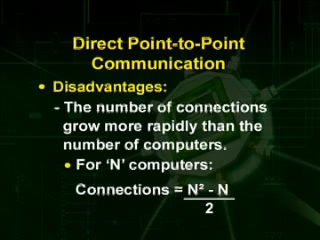 Direct Point-to-Point
Communication
• Disadvantages:
- The number of connections
grow more rapidly than the
number of computers.
• For ‘N’ computers:
Connections = N² - N
2